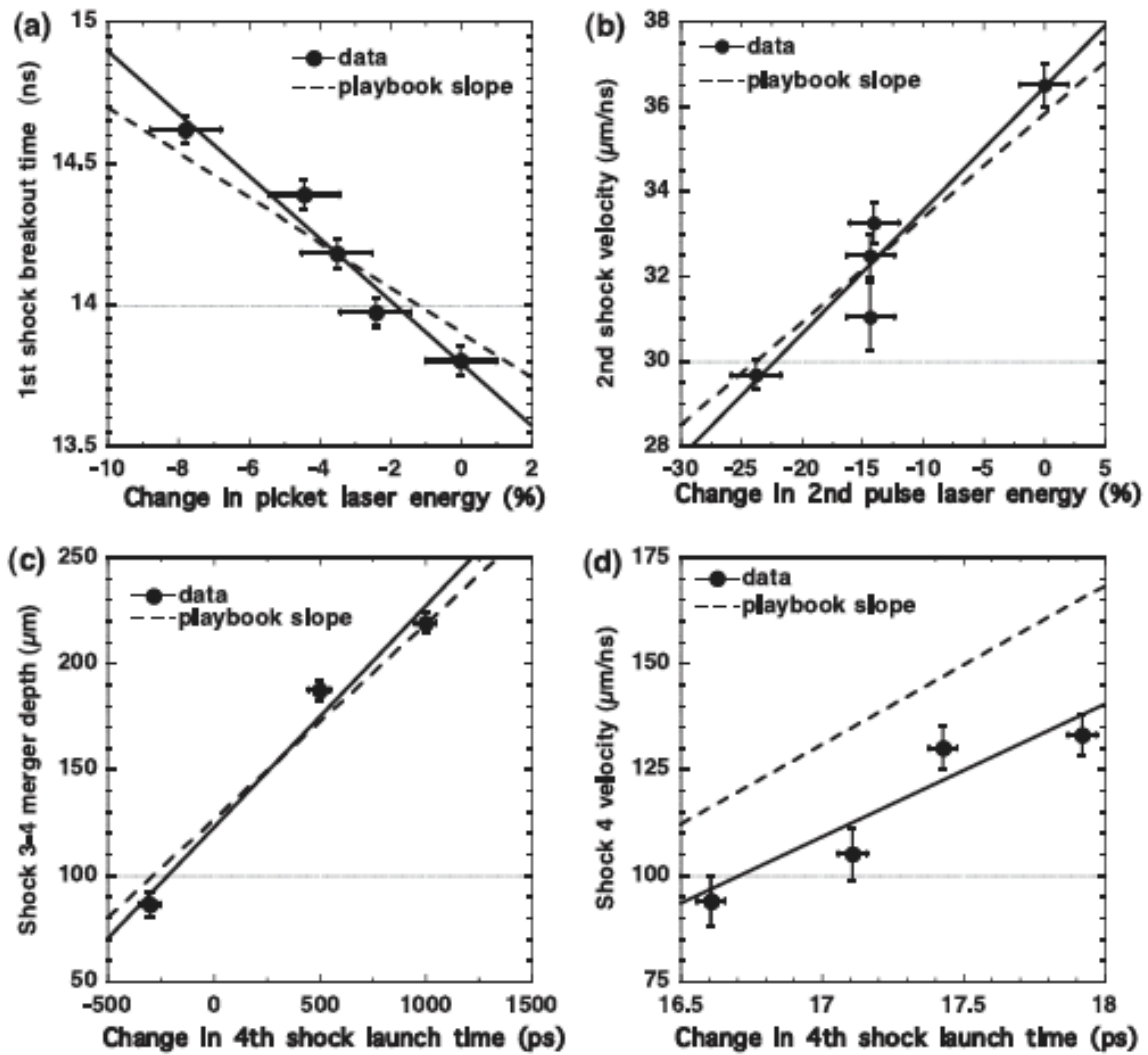 (a)
data
playbook slope
1st shock breakout time (ns)
15
14.5
14
13.5
-10 -8 -6 -4 -2 0 2
Change in picket laser energy (%)
(b)
data
playbook slope
2nd shock velocity (μm/ns)
38
36
34
32
30
28
-30 -25 -20 -15 -10 -5 0 5
Change in 2nd pulse laser energy (%)
(c)
data
playbook slope
Shock 3-4 merger depth (μm)
250
200
150
100
50
-500 0 500 1000 1500
Change in 4th shock launch time (ps)
(d)
data
playbook slope
Shock 4 velocity (μm/ns)
175
150
125
100
75
16.5 17 17.5 18
Change in 4th shock launch time (ps)